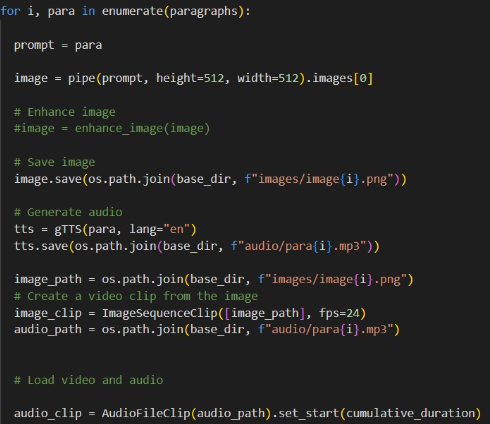 for i, para in enumerate(paragraphs):
prompt = para
image = pipe(prompt, height=512, width=512).images[0]
# Enhance image
#image = enhance_image(image)
# Save image
image.save(os.path.join(base_dir, f"images/image{i}.png"))
# Generate audio
tts = gTTS(para, lang="en")
tts.save(os.path.join(base_dir, f"audio/para{i}.mp3"))
image_path = os.path.join(base_dir, f"images/image{i}.png")
# Create a video clip from the image
image_clip = ImageSequenceClip([image_path], fps=24)
audio_path = os.path.join(base_dir, f"audio/para{i}.mp3")
# Load video and audio
audio_clip = AudioFileClip(audio_path).set_start(cumulative_duration)